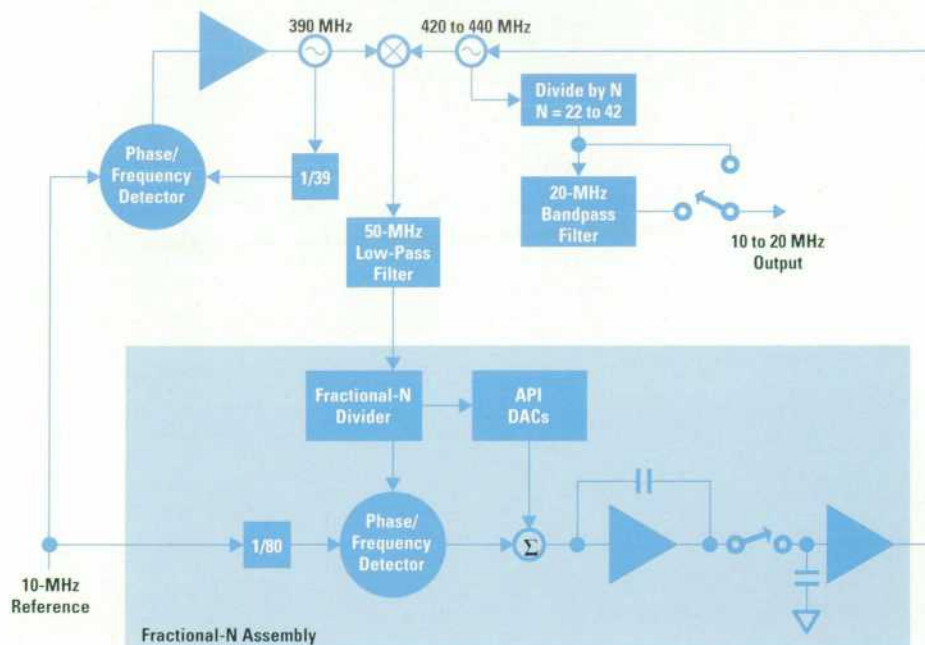 390 MHz
420 to 440 MHz
Divide by N
N = 22 to 42
Phase/
Frequency
Detector
1/39
20-MHz
Bandpass
Filter
50-MHz
Low-Pass
Filter
10 to 20 MHz
Output
Fractional-N
Divider
API
DACs
1/80
Phase/
Frequency
Detector
Σ
10-MHz
Reference
Fractional-N Assembly